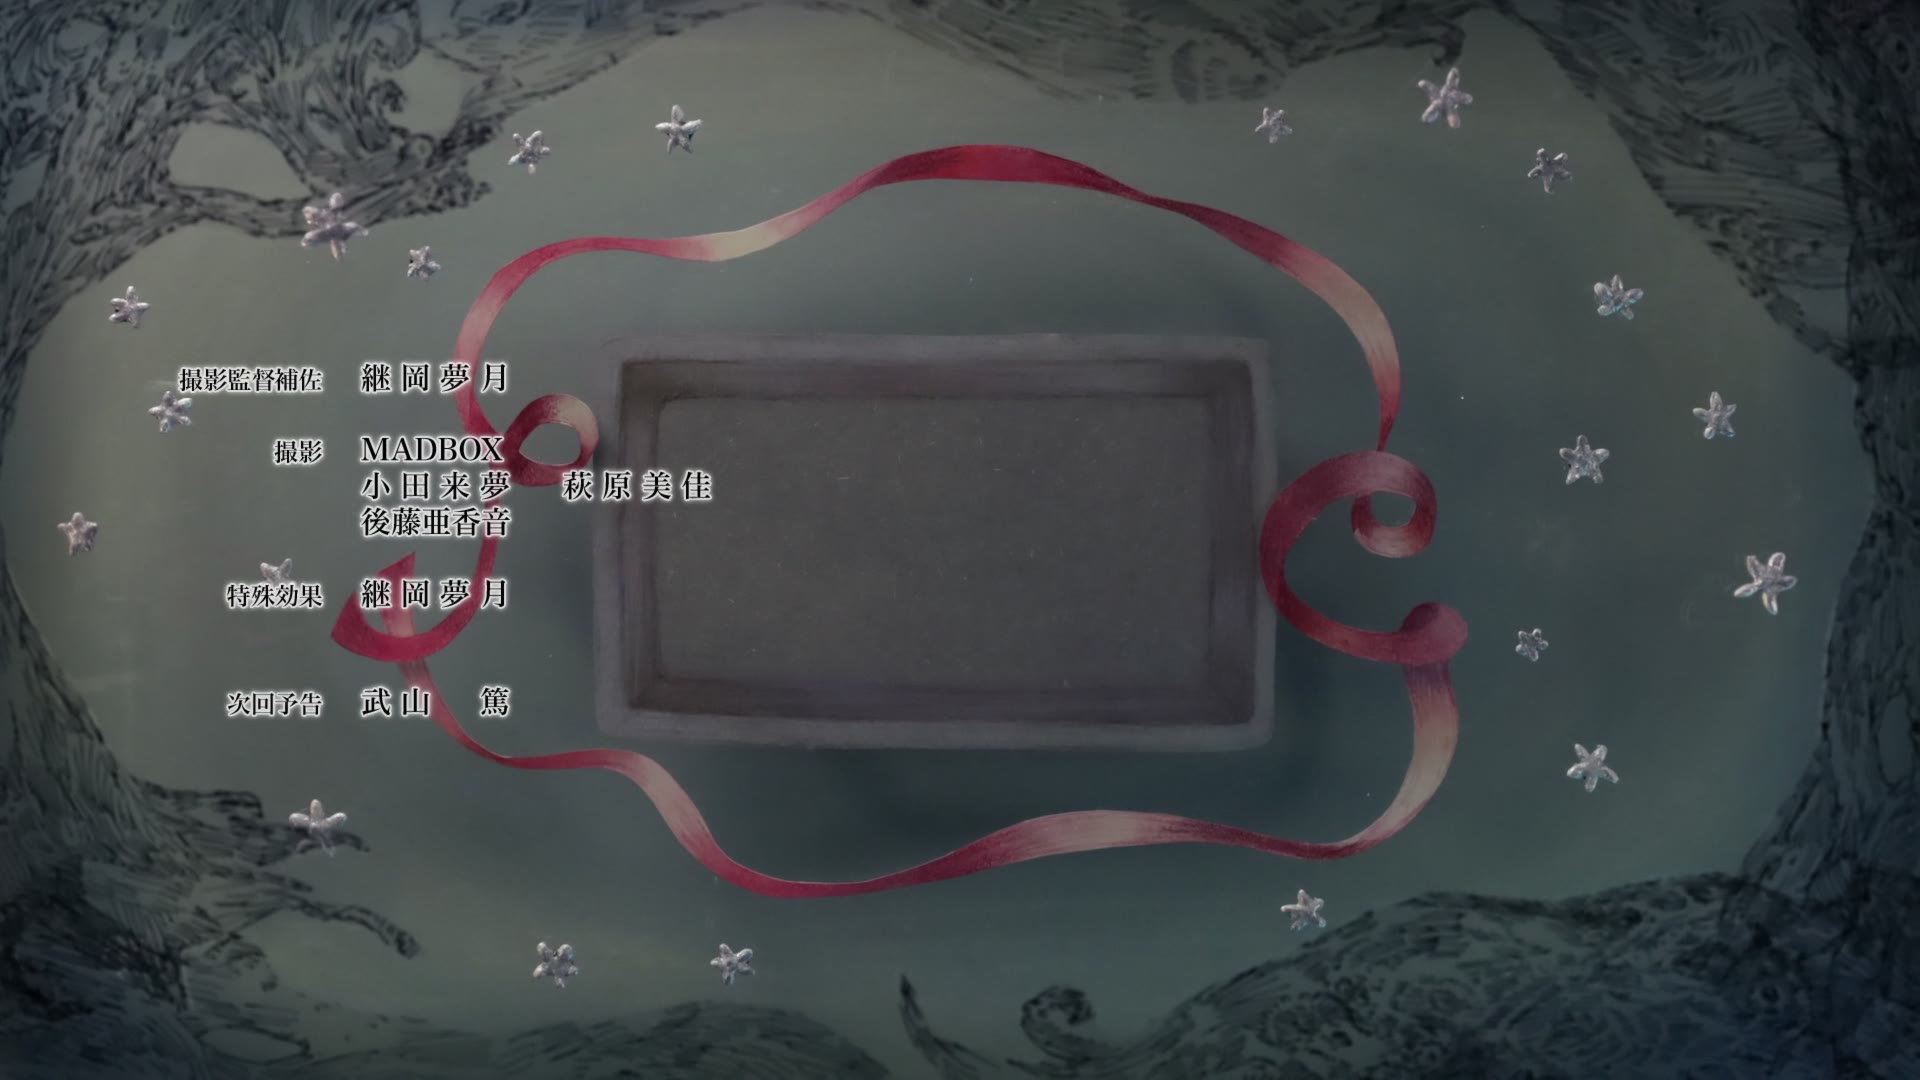 撮影監督補佐 継岡夢月
撮影 MADBOX
小田来夢 萩原美佳
後藤亜香音
特殊効果 継岡夢月
次回予告 武山 篤